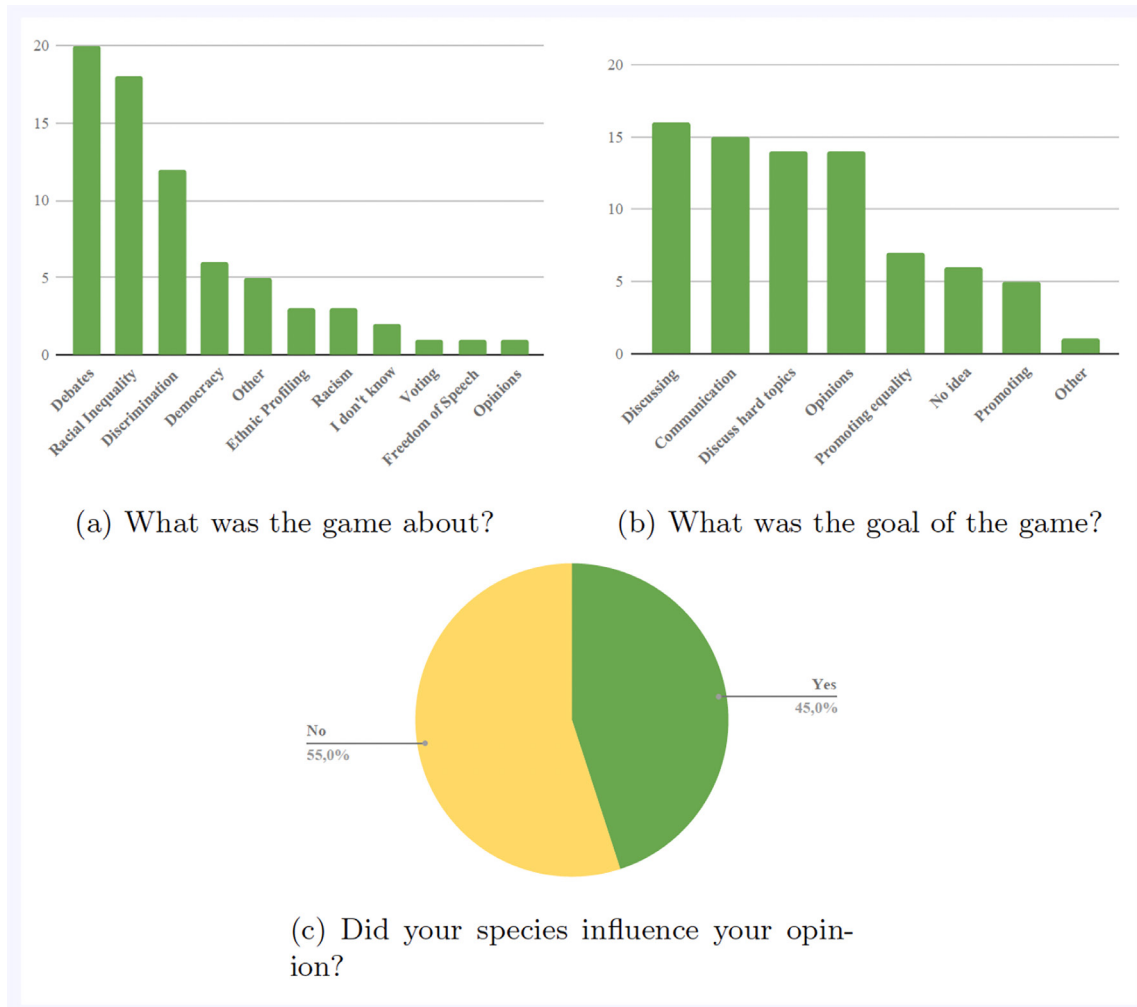 20
15
10
5
0
Debates
Racial Inequality
Discrimination
Democracy
Other
Ethnic Profiling
Racism
I don't know
Voting
Freedom of Speech
Opinions
(a) What was the game about?
20
15
10
5
0
Discussing
Communication
Discuss hard topics
Opinions
Promoting equality
No idea
Promoting
Other
(b) What was the goal of the game?
Yes
45,0%
No
55,0%
(c) Did your species influence your opin-
ion?